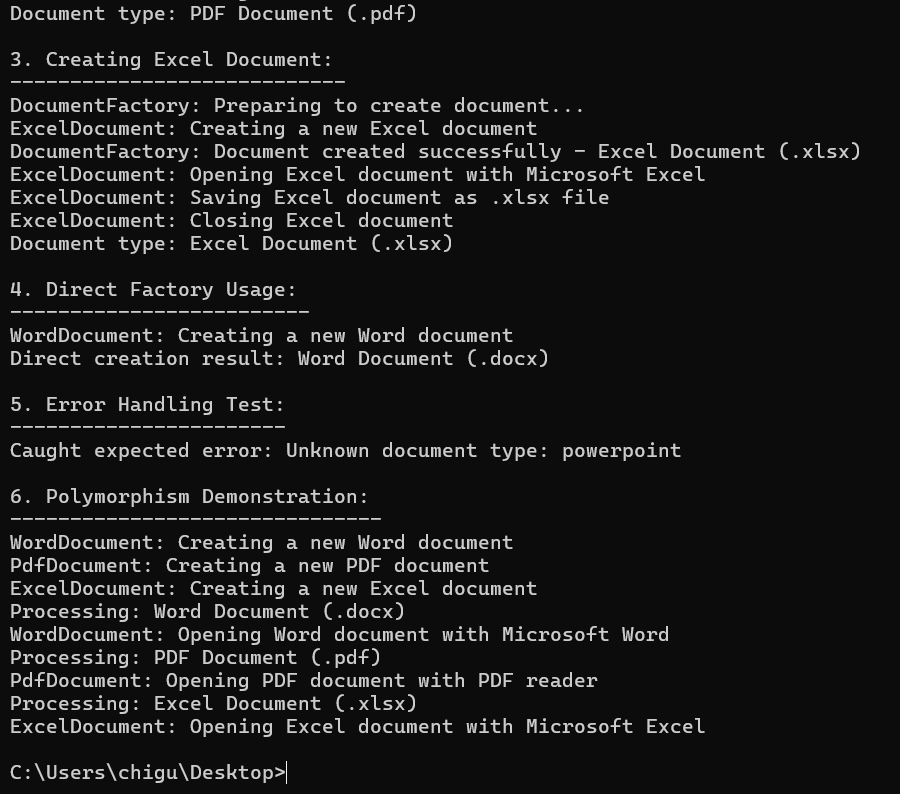 Document type: PDF Document (.pdf)
3. Creating Excel Document:
----------------------------
DocumentFactory: Preparing to create document...
ExcelDocument: Creating a new Excel document
DocumentFactory: Document created successfully - Excel Document (.xlsx)
ExcelDocument: Opening Excel document with Microsoft Excel
ExcelDocument: Saving Excel document as .xlsx file
ExcelDocument: Closing Excel document
Document type: Excel Document (.xlsx)
4. Direct Factory Usage:
-------------------------
WordDocument: Creating a new Word document
Direct creation result: Word Document (.docx)
5. Error Handling Test:
-----------------------
Caught expected error: Unknown document type: powerpoint
6. Polymorphism Demonstration:
-------------------------------
WordDocument: Creating a new Word document
PdfDocument: Creating a new PDF document
ExcelDocument: Creating a new Excel document
Processing: Word Document (.docx)
WordDocument: Opening Word document with Microsoft Word
Processing: PDF Document (.pdf)
PdfDocument: Opening PDF document with PDF reader
Processing: Excel Document (.xlsx)
ExcelDocument: Opening Excel document with Microsoft Excel
C:\Users\chigu\Desktop>